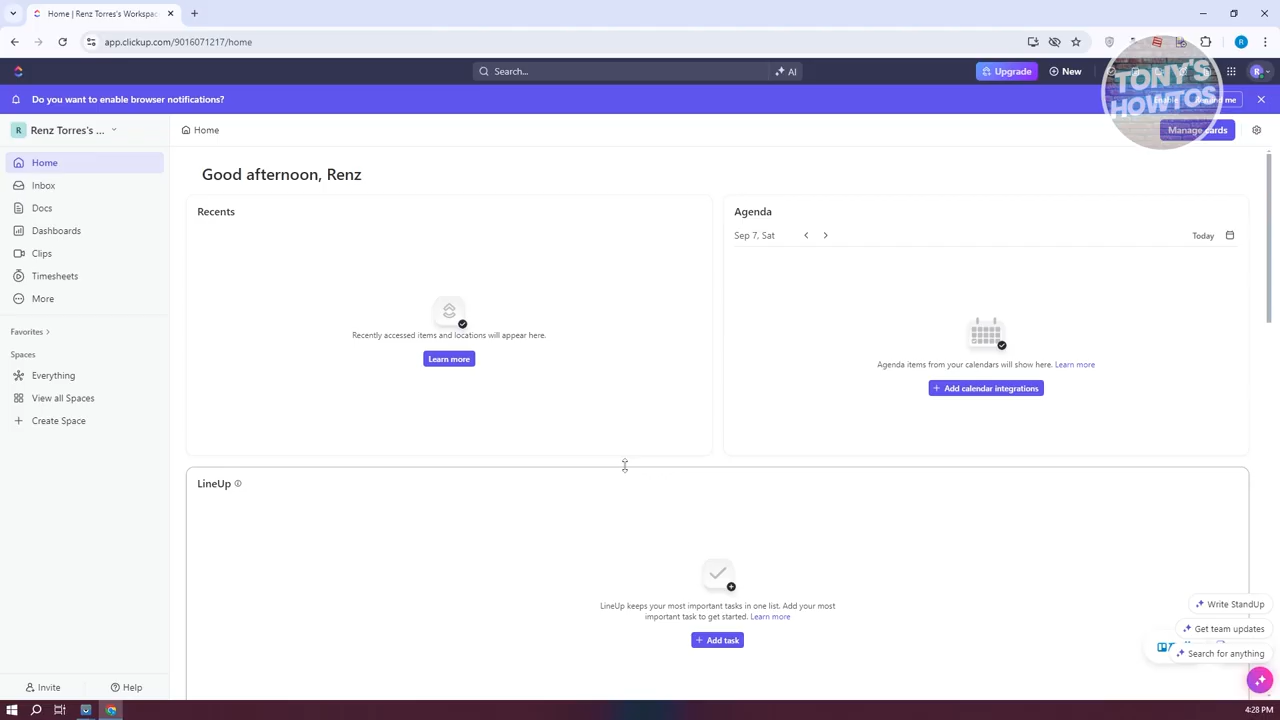 Home | Renz Torres's Workspac
app.clickup.com/9016071217/home
Search...
AI
Upgrade
New
R
TONY'S
HOWTOS
Do you want to enable browser notifications?
Enable
R
Renz Torres's ...
Home
Manage cards
Home
Inbox
Docs
Dashboards
Clips
Timesheets
More
Favorites
Spaces
Everything
View all Spaces
Create Space
Invite
Help
Good afternoon, Renz
Recents
Recently accessed items and locations will appear here.
Learn more
Agenda
Sep 7, Sat
Today
Agenda items from your calendars will show here. Learn more
Add calendar integrations
LineUp
LineUp keeps your most important tasks in one list. Add your most
important task to get started. Learn more
Add task
Write StandUp
Get team updates
Search for anything
4:28 PM